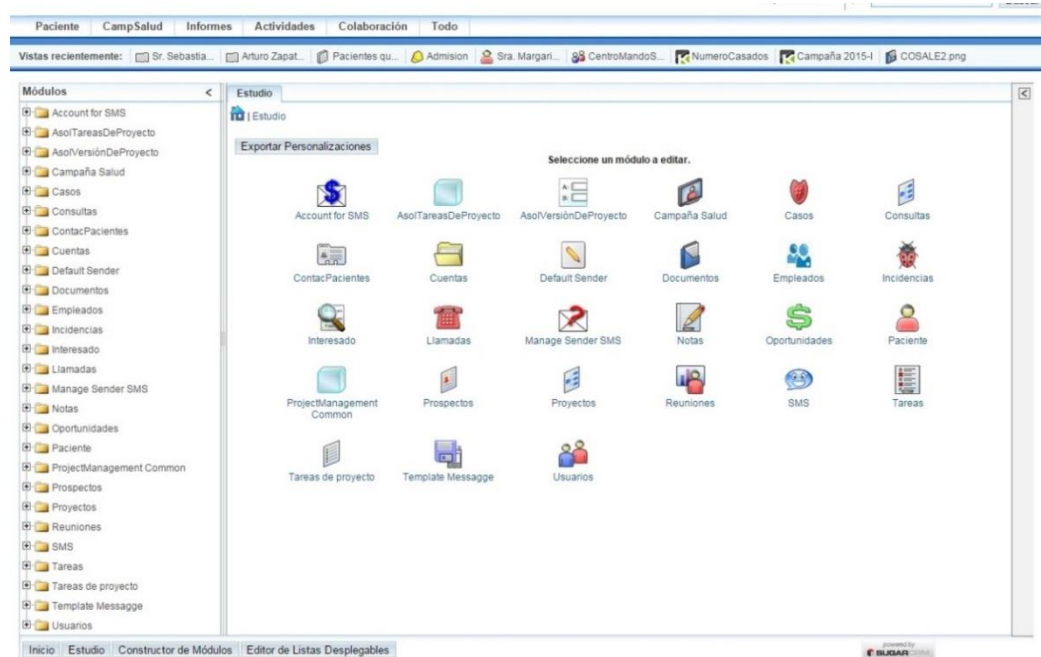 Paciente CampSalud Informes Actividades Colaboración Todo
Vistas recientemente: Sr. Sebastia... Arturo Zapat... Pacientes qu... Admision Sra. Margari... CentroMandoS... NumeroCasados Campaña 2015-I COSALE2.png
Módulos <
Account for SMS
AsolTareasDeProyecto
AsolVersiónDeProyecto
Campaña Salud
Casos
Consultas
ContacPacientes
Cuentas
Default Sender
Documentos
Empleados
Incidencias
Interesado
Llamadas
Manage Sender SMS
Notas
Oportunidades
Paciente
ProjectManagement Common
Prospectos
Proyectos
Reuniones
SMS
Tareas
Tareas de proyecto
Template Messagge
Usuarios
Estudio
| Estudio
Exportar Personalizaciones
Seleccione un módulo a editar.
Account for SMS AsolTareasDeProyecto AsolVersiónDeProyecto Campaña Salud Casos Consultas
ContacPacientes Cuentas Default Sender Documentos Empleados Incidencias
Interesado Llamadas Manage Sender SMS Notas Oportunidades Paciente
ProjectManagement Common Prospectos Proyectos Reuniones SMS Tareas
Tareas de proyecto Template Messagge Usuarios
Inicio Estudio Constructor de Módulos Editor de Listas Desplegables
powered by
SUGARCRM